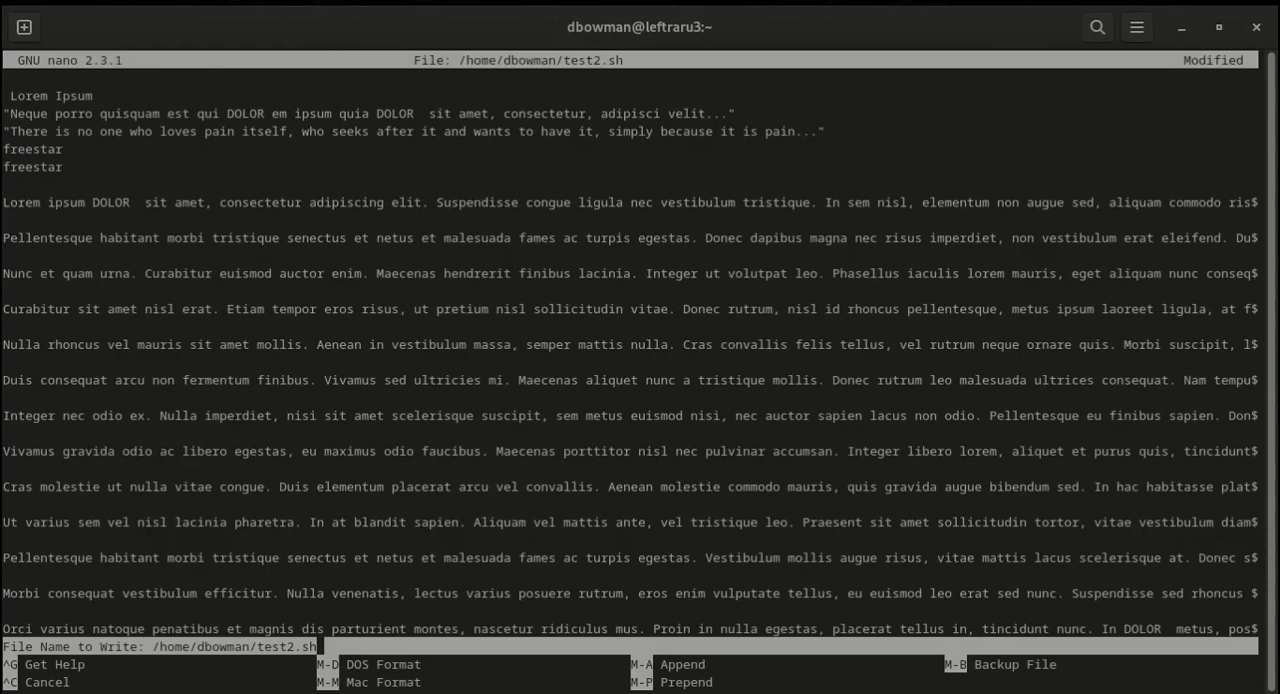 dbowman@leftraru3:~
GNU nano 2.3.1 File: /home/dbowman/test2.sh Modified
Lorem Ipsum
"Neque porro quisquam est qui DOLOR em ipsum quia DOLOR  sit amet, consectetur, adipisci velit..."
"There is no one who loves pain itself, who seeks after it and wants to have it, simply because it is pain..."
freestar
freestar
Lorem ipsum DOLOR  sit amet, consectetur adipiscing elit. Suspendisse congue ligula nec vestibulum tristique. In sem nisl, elementum non augue sed, aliquam commodo ris$
Pellentesque habitant morbi tristique senectus et netus et malesuada fames ac turpis egestas. Donec dapibus magna nec risus imperdiet, non vestibulum erat eleifend. Du$
Nunc et quam urna. Curabitur euismod auctor enim. Maecenas hendrerit finibus lacinia. Integer ut volutpat leo. Phasellus iaculis lorem mauris, eget aliquam nunc conseq$
Curabitur sit amet nisl erat. Etiam tempor eros risus, ut pretium nisl sollicitudin vitae. Donec rutrum, nisl id rhoncus pellentesque, metus ipsum laoreet ligula, at f$
Nulla rhoncus vel mauris sit amet mollis. Aenean in vestibulum massa, semper mattis nulla. Cras convallis felis tellus, vel rutrum neque ornare quis. Morbi suscipit, l$
Duis consequat arcu non fermentum finibus. Vivamus sed ultricies mi. Maecenas aliquet nunc a tristique mollis. Donec rutrum leo malesuada ultrices consequat. Nam tempu$
Integer nec odio ex. Nulla imperdiet, nisi sit amet scelerisque suscipit, sem metus euismod nisi, nec auctor sapien lacus non odio. Pellentesque eu finibus sapien. Don$
Vivamus gravida odio ac libero egestas, eu maximus odio faucibus. Maecenas porttitor nisl nec pulvinar accumsan. Integer libero lorem, aliquet et purus quis, tincidunt$
Cras molestie ut nulla vitae congue. Duis elementum placerat arcu vel convallis. Aenean molestie commodo mauris, quis gravida augue bibendum sed. In hac habitasse plat$
Ut varius sem vel nisl lacinia pharetra. In at blandit sapien. Aliquam vel mattis ante, vel tristique leo. Praesent sit amet sollicitudin tortor, vitae vestibulum diam$
Pellentesque habitant morbi tristique senectus et netus et malesuada fames ac turpis egestas. Vestibulum mollis augue risus, vitae mattis lacus scelerisque at. Donec s$
Morbi consequat vestibulum efficitur. Nulla venenatis, lectus varius posuere rutrum, eros enim vulputate tellus, eu euismod leo erat sed nunc. Suspendisse sed rhoncus $
Orci varius natoque penatibus et magnis dis parturient montes, nascetur ridiculus mus. Proin in nulla egestas, placerat tellus in, tincidunt nunc. In DOLOR  metus, pos$
File Name to Write: /home/dbowman/test2.sh
^G Get Help M-D DOS Format M-A Append M-B Backup File
^C Cancel M-M Mac Format M-P Prepend